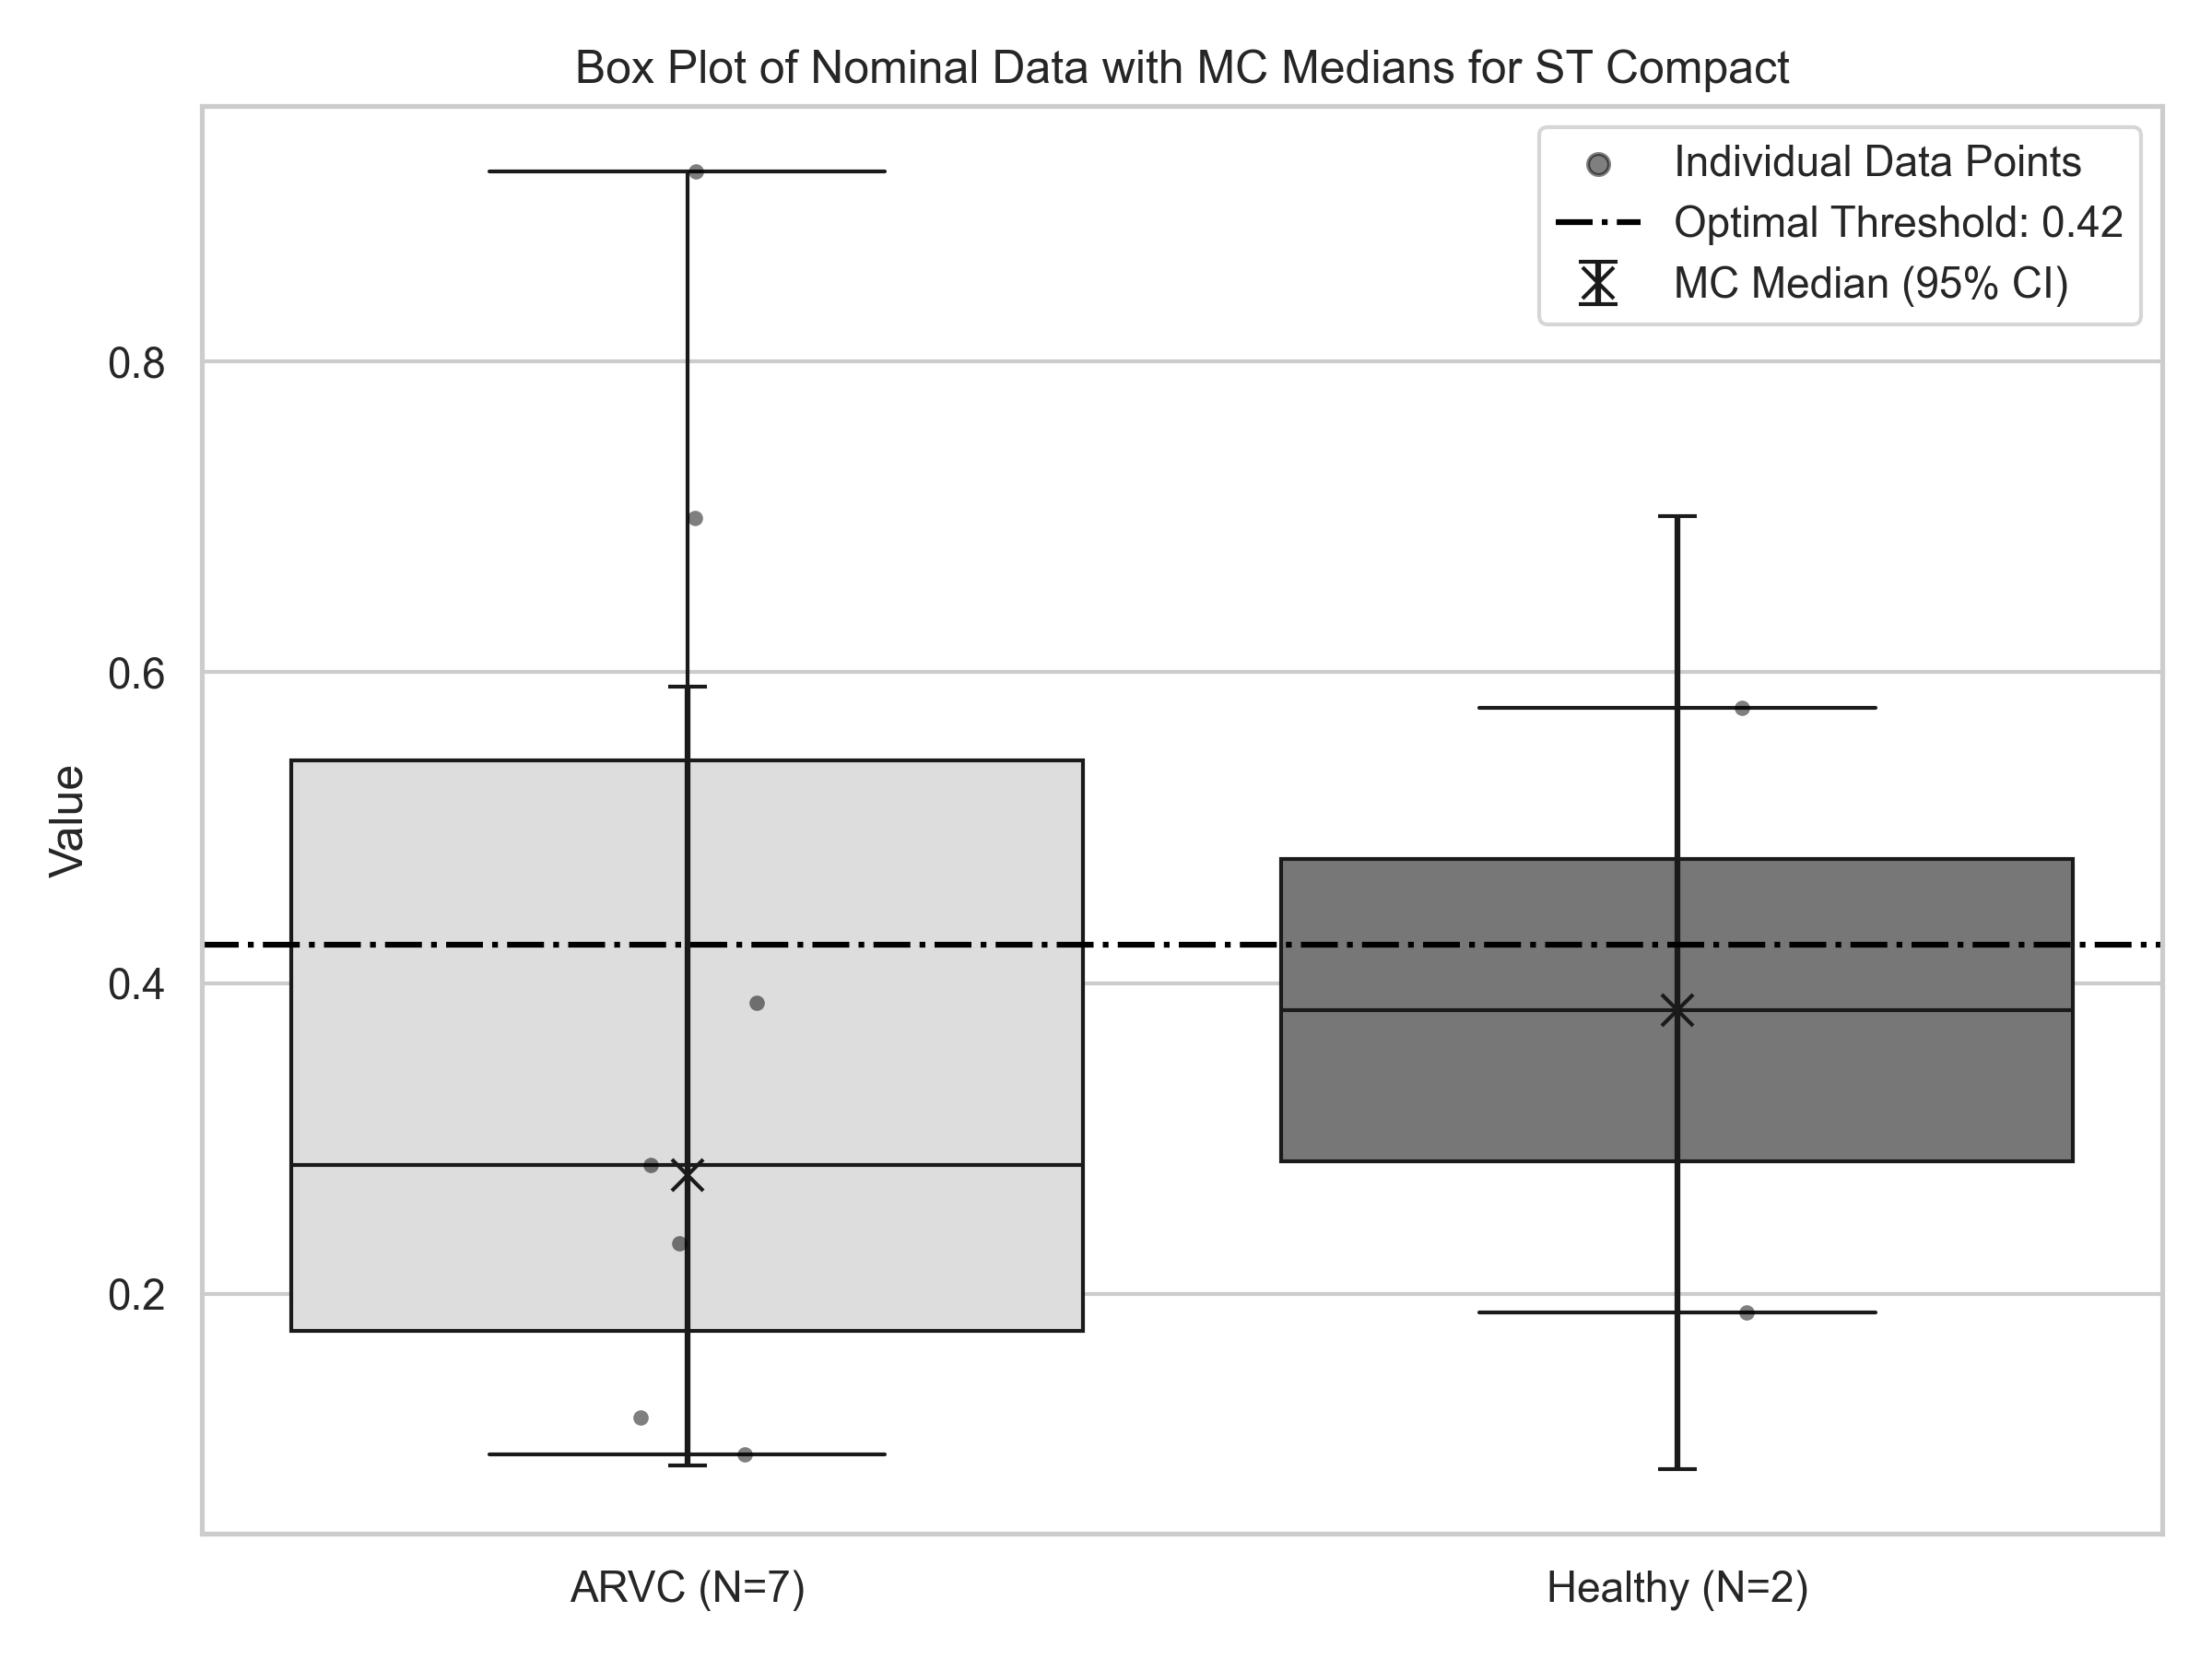 Box Plot of Nominal Data with MC Medians for ST Compact
Individual Data Points
Optimal Threshold: 0.42
MC Median (95% CI)
0.8
0.6
0.4
0.2
Value
ARVC (N=7)
Healthy (N=2)